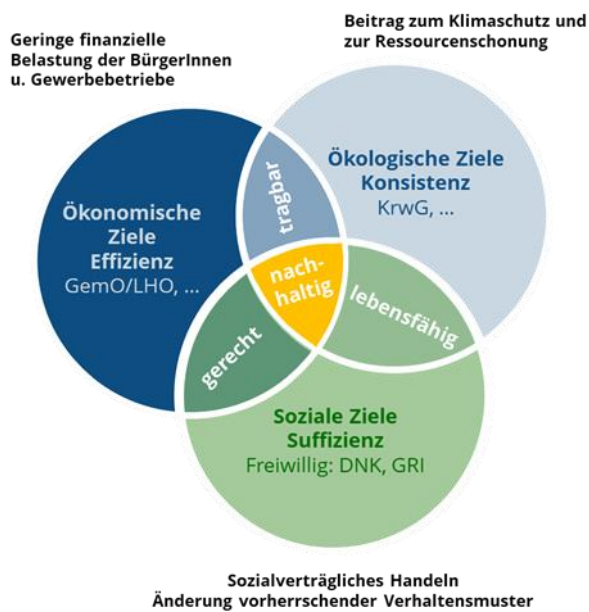 Geringe finanzielle
Belastung der BürgerInnen
u. Gewerbebetriebe
Beitrag zum Klimaschutz und
zur Ressourcenschonung
Ökonomische
Ziele
Effizienz
GemO/LHO, ...
tragbar
Ökologische Ziele
Konsistenz
KrwG, ...
nach-
haltig
gerecht
lebensfähig
Soziale Ziele
Suffizienz
Freiwillig: DNK, GRI
Sozialverträgliches Handeln
Änderung vorherrschender Verhaltensmuster